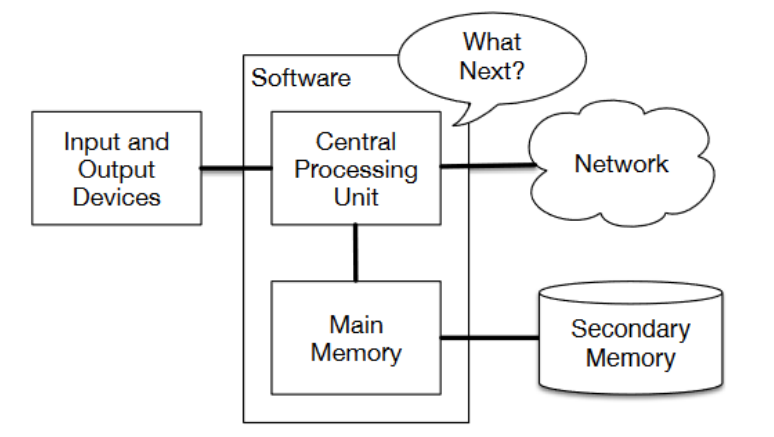 What
Next?
Software
Input and
Output
Devices
Central
Processing
Unit
Network
Main
Memory
Secondary
Memory